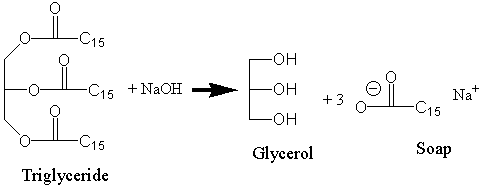 O
O
C15
O
O
C15
+ NaOH
O
O
C15
Triglyceride
OH
OH
OH
Glycerol
+ 3
⊖
O
O
C15
Na+
Soap